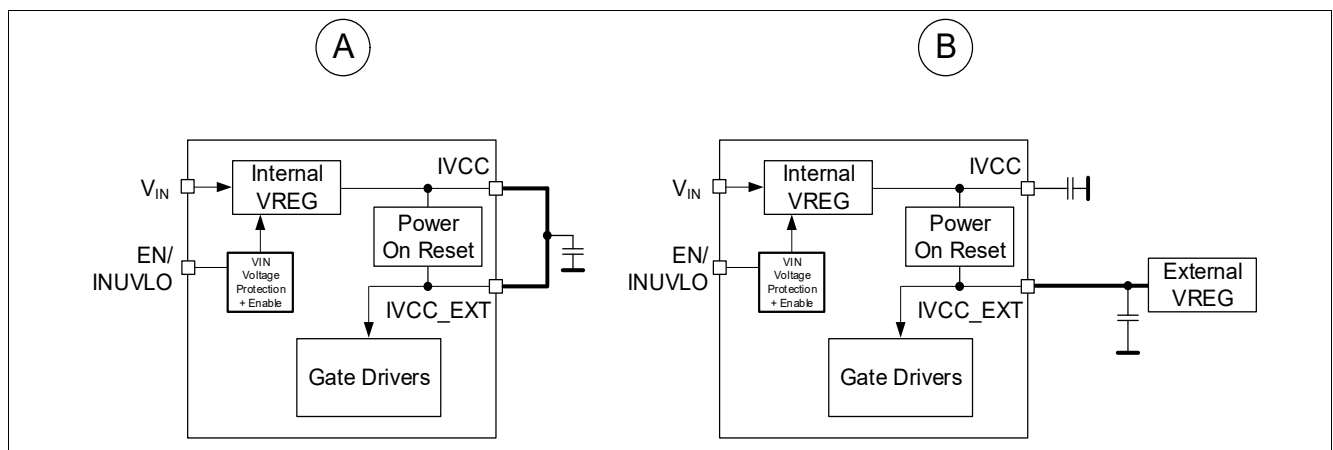 A
IVCC
Internal
VREG
VIN
Power
On Reset
EN/
INUVLO
VIN
Voltage
Protection
+ Enable
IVCC_EXT
Gate Drivers
B
IVCC
Internal
VREG
VIN
Power
On Reset
EN/
INUVLO
VIN
Voltage
Protection
+ Enable
External
VREG
IVCC_EXT
Gate Drivers